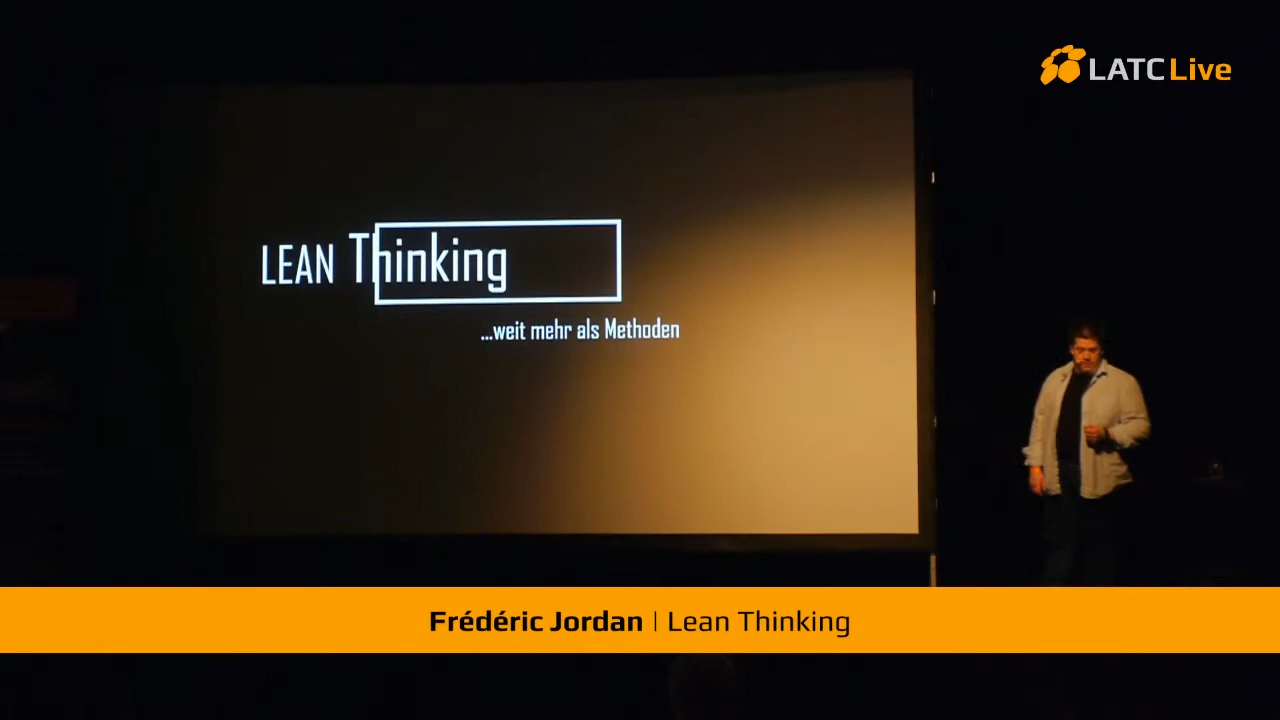 LATC Live
LEAN Thinking
...weit mehr als Methoden
Frédéric Jordan | Lean Thinking